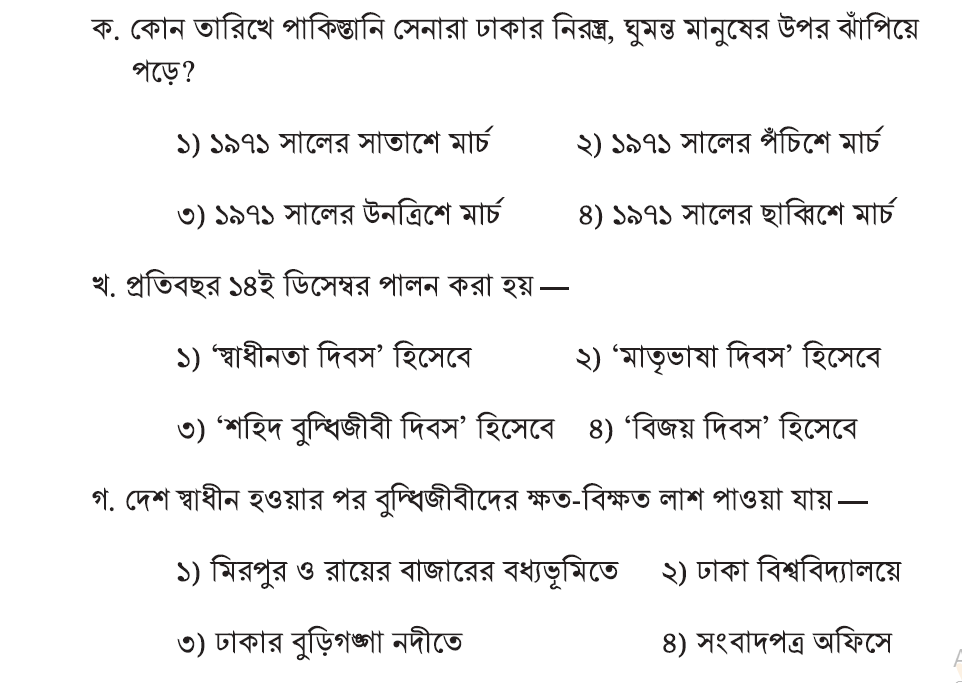 ক. কোন তারিখে পাকিস্তানি সেনারা ঢাকার নিরস্ত্র, ঘুমন্ত মানুষের উপর ঝাঁপিয়ে
পড়ে?
১) ১৯৭১ সালের সাতাশে মার্চ ২) ১৯৭১ সালের পঁচিশে মার্চ
৩) ১৯৭১ সালের উনত্রিশে মার্চ ৪) ১৯৭১ সালের ছাব্বিশে মার্চ
খ. প্রতিবছর ১৪ই ডিসেম্বর পালন করা হয় —
১) ‘স্বাধীনতা দিবস’ হিসেবে ২) ‘মাতৃভাষা দিবস’ হিসেবে
৩) ‘শহিদ বুদ্ধিজীবী দিবস’ হিসেবে ৪) ‘বিজয় দিবস’ হিসেবে
গ. দেশ স্বাধীন হওয়ার পর বুদ্ধিজীবীদের ক্ষত-বিক্ষত লাশ পাওয়া যায় —
১) মিরপুর ও রায়ের বাজারের বধ্যভূমিতে ২) ঢাকা বিশ্ববিদ্যালয়ে
৩) ঢাকার বুড়িগঙ্গা নদীতে ৪) সংবাদপত্র অফিসে